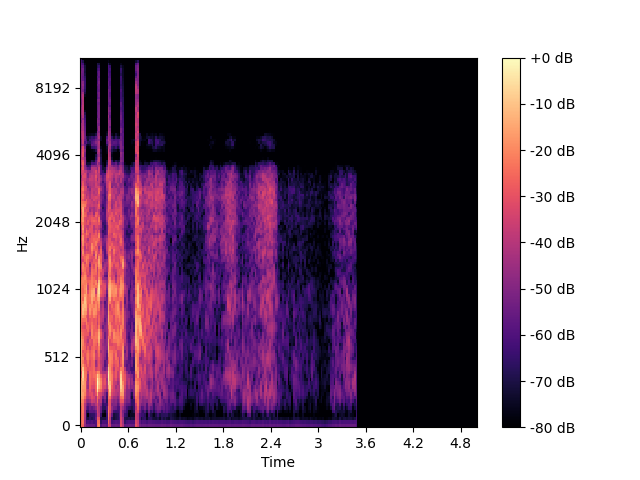 8192
4096
2048
1024
512
0
Hz
0 0.6 1.2 1.8 2.4 3 3.6 4.2 4.8
Time
+0 dB
-10 dB
-20 dB
-30 dB
-40 dB
-50 dB
-60 dB
-70 dB
-80 dB